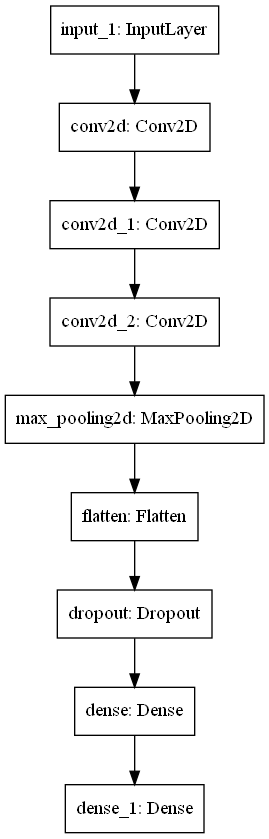 input_1: InputLayer
conv2d: Conv2D
conv2d_1: Conv2D
conv2d_2: Conv2D
max_pooling2d: MaxPooling2D
flatten: Flatten
dropout: Dropout
dense: Dense
dense_1: Dense